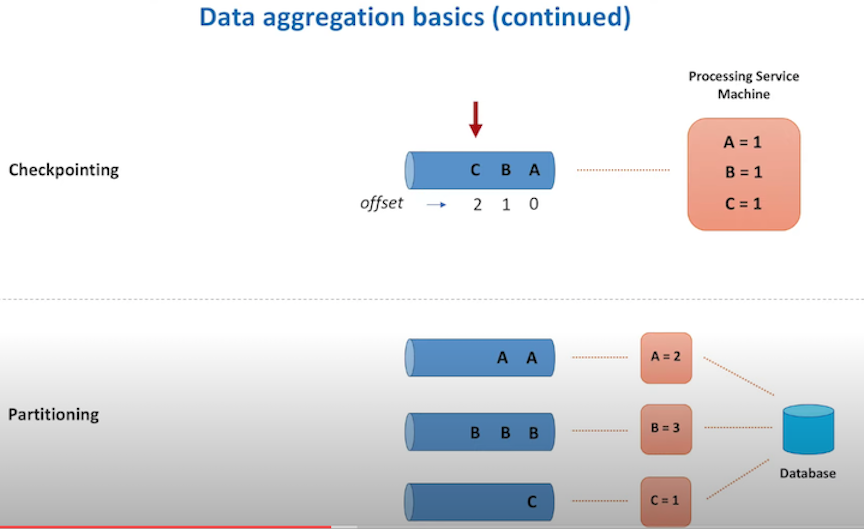 Data aggregation basics (continued)
Processing Service
Machine
Checkpointing
C B A
A = 1
B = 1
C = 1
offset → 2 1 0
Partitioning
A A
A = 2
B B B
B = 3
C
C = 1
Database